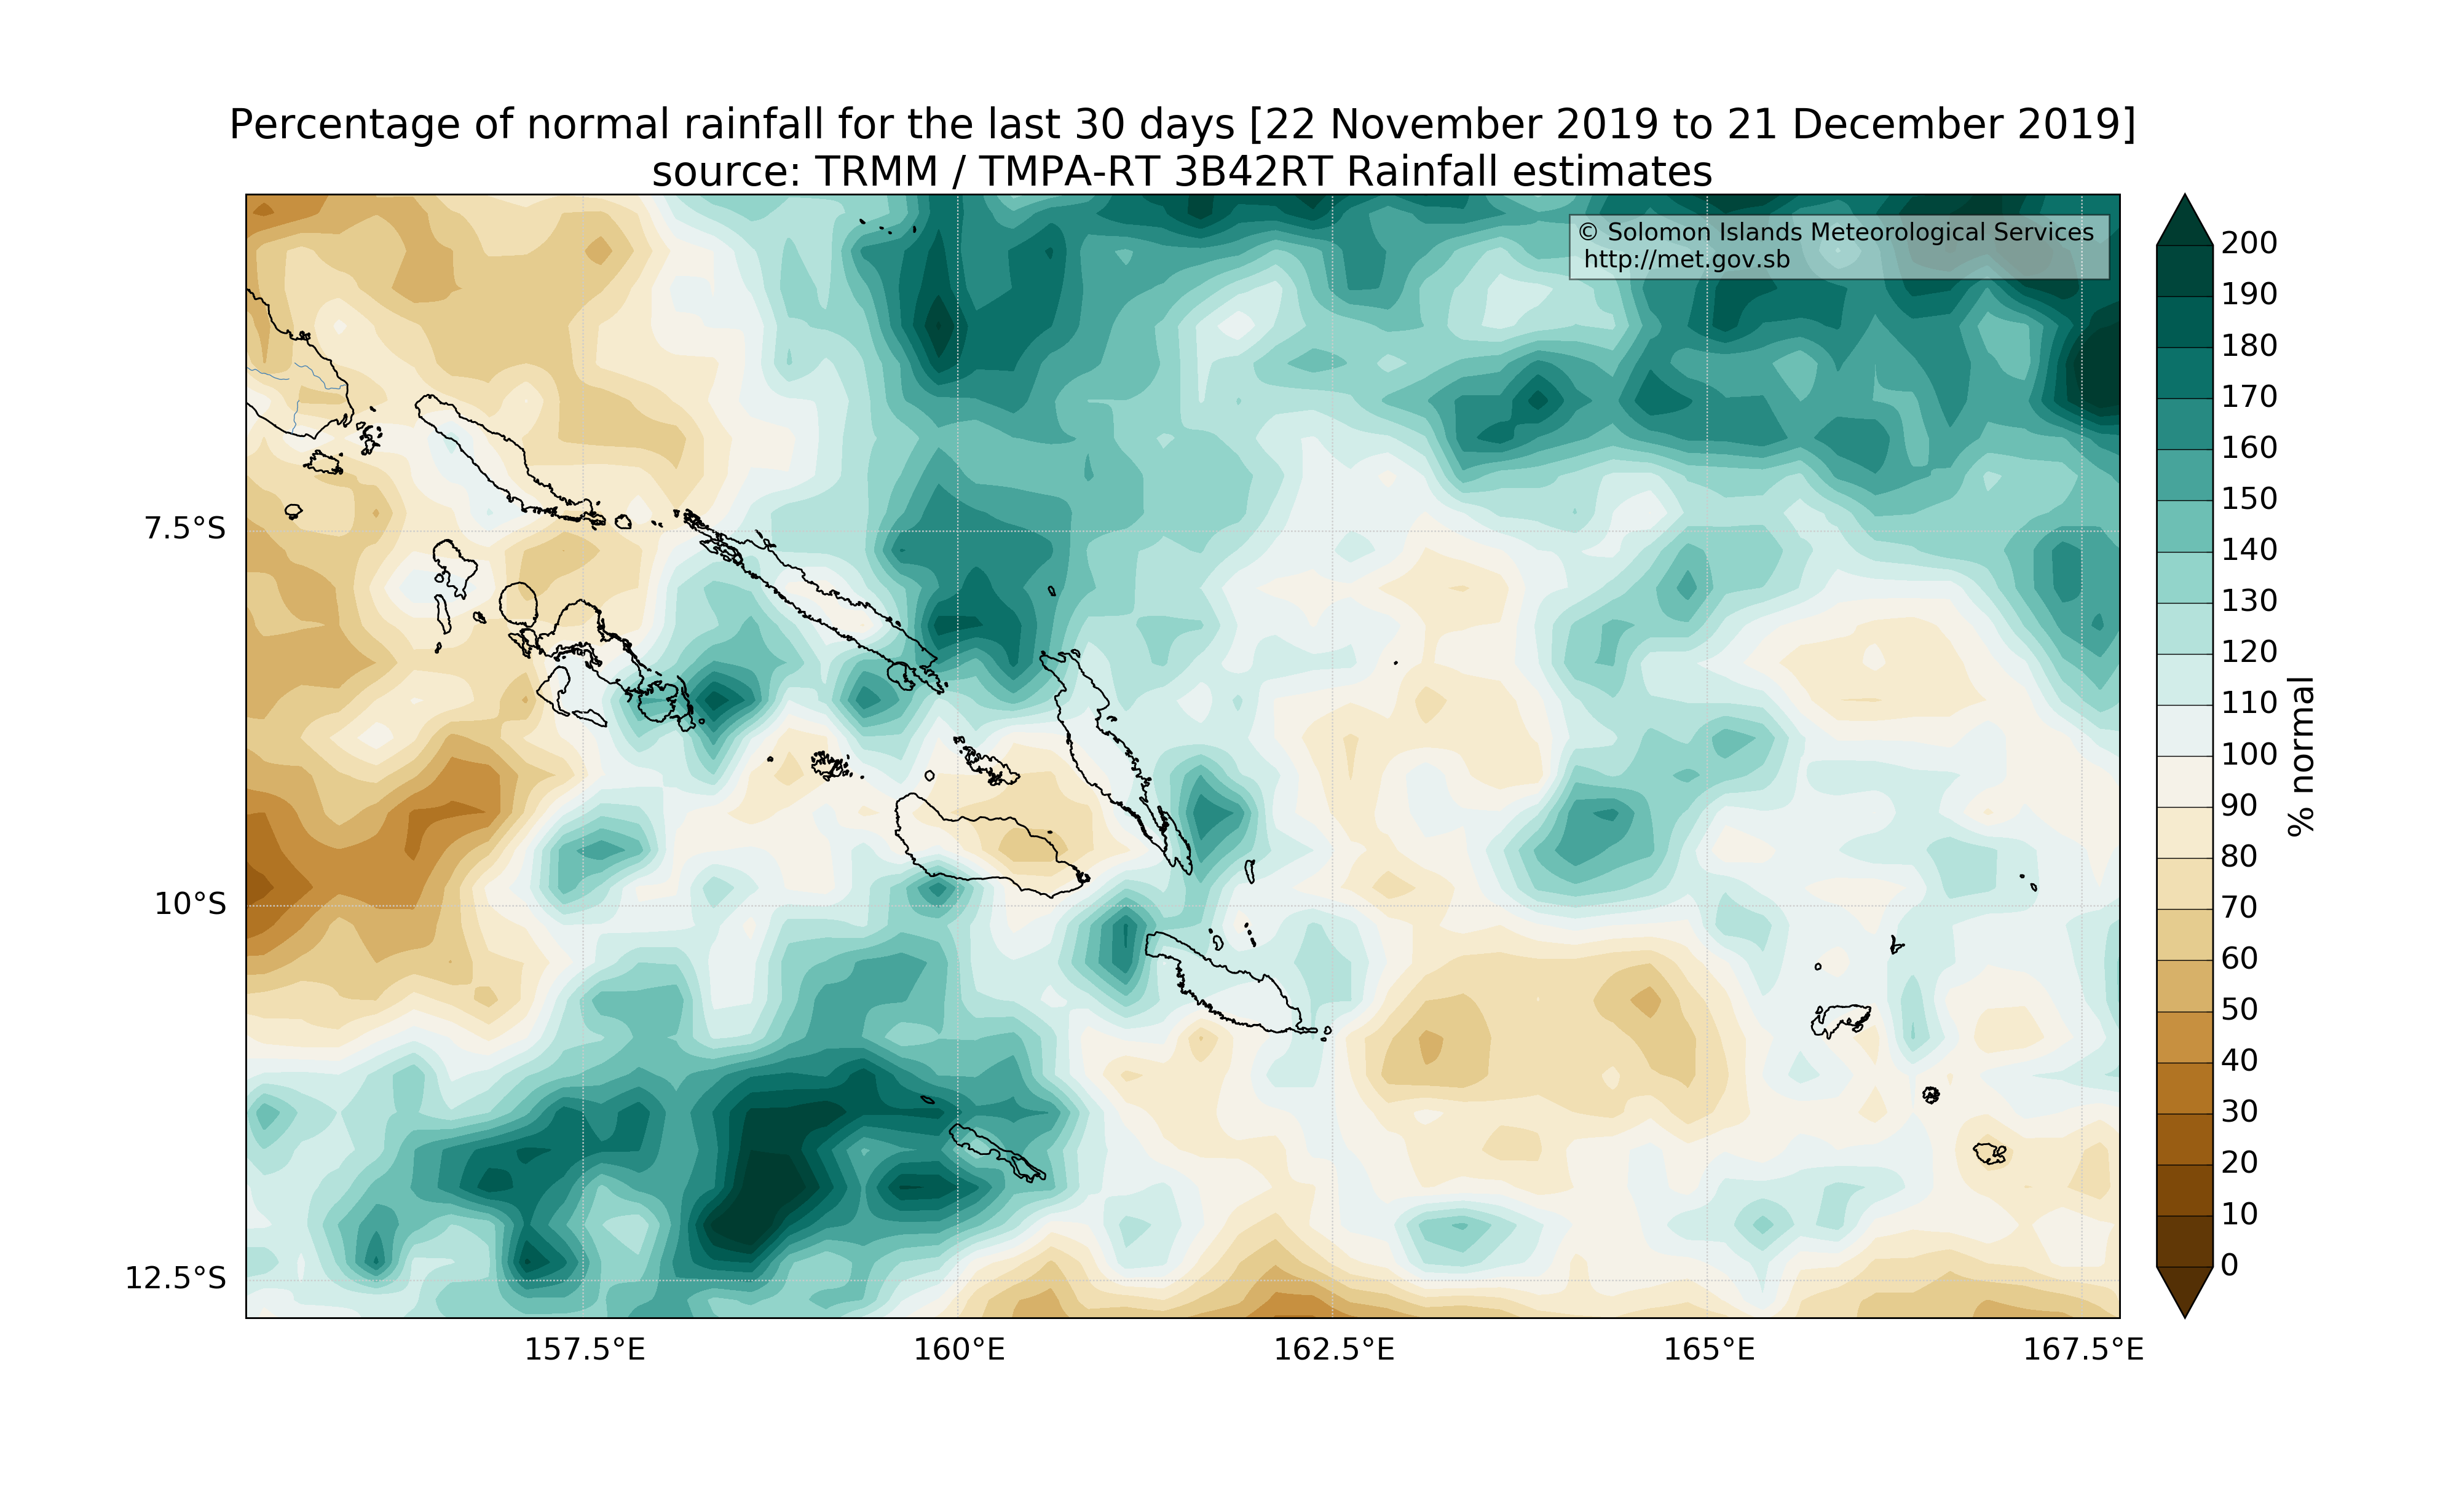 Percentage of normal rainfall for the last 30 days [22 November 2019 to 21 December 2019]
source: TRMM / TMPA-RT 3B42RT Rainfall estimates
© Solomon Islands Meteorological Services
http://met.gov.sb
7.5°S
10°S
12.5°S
157.5°E
160°E
162.5°E
165°E
167.5°E
200
190
180
170
160
150
140
130
120
110
100
90
80
70
60
50
40
30
20
10
0
% normal